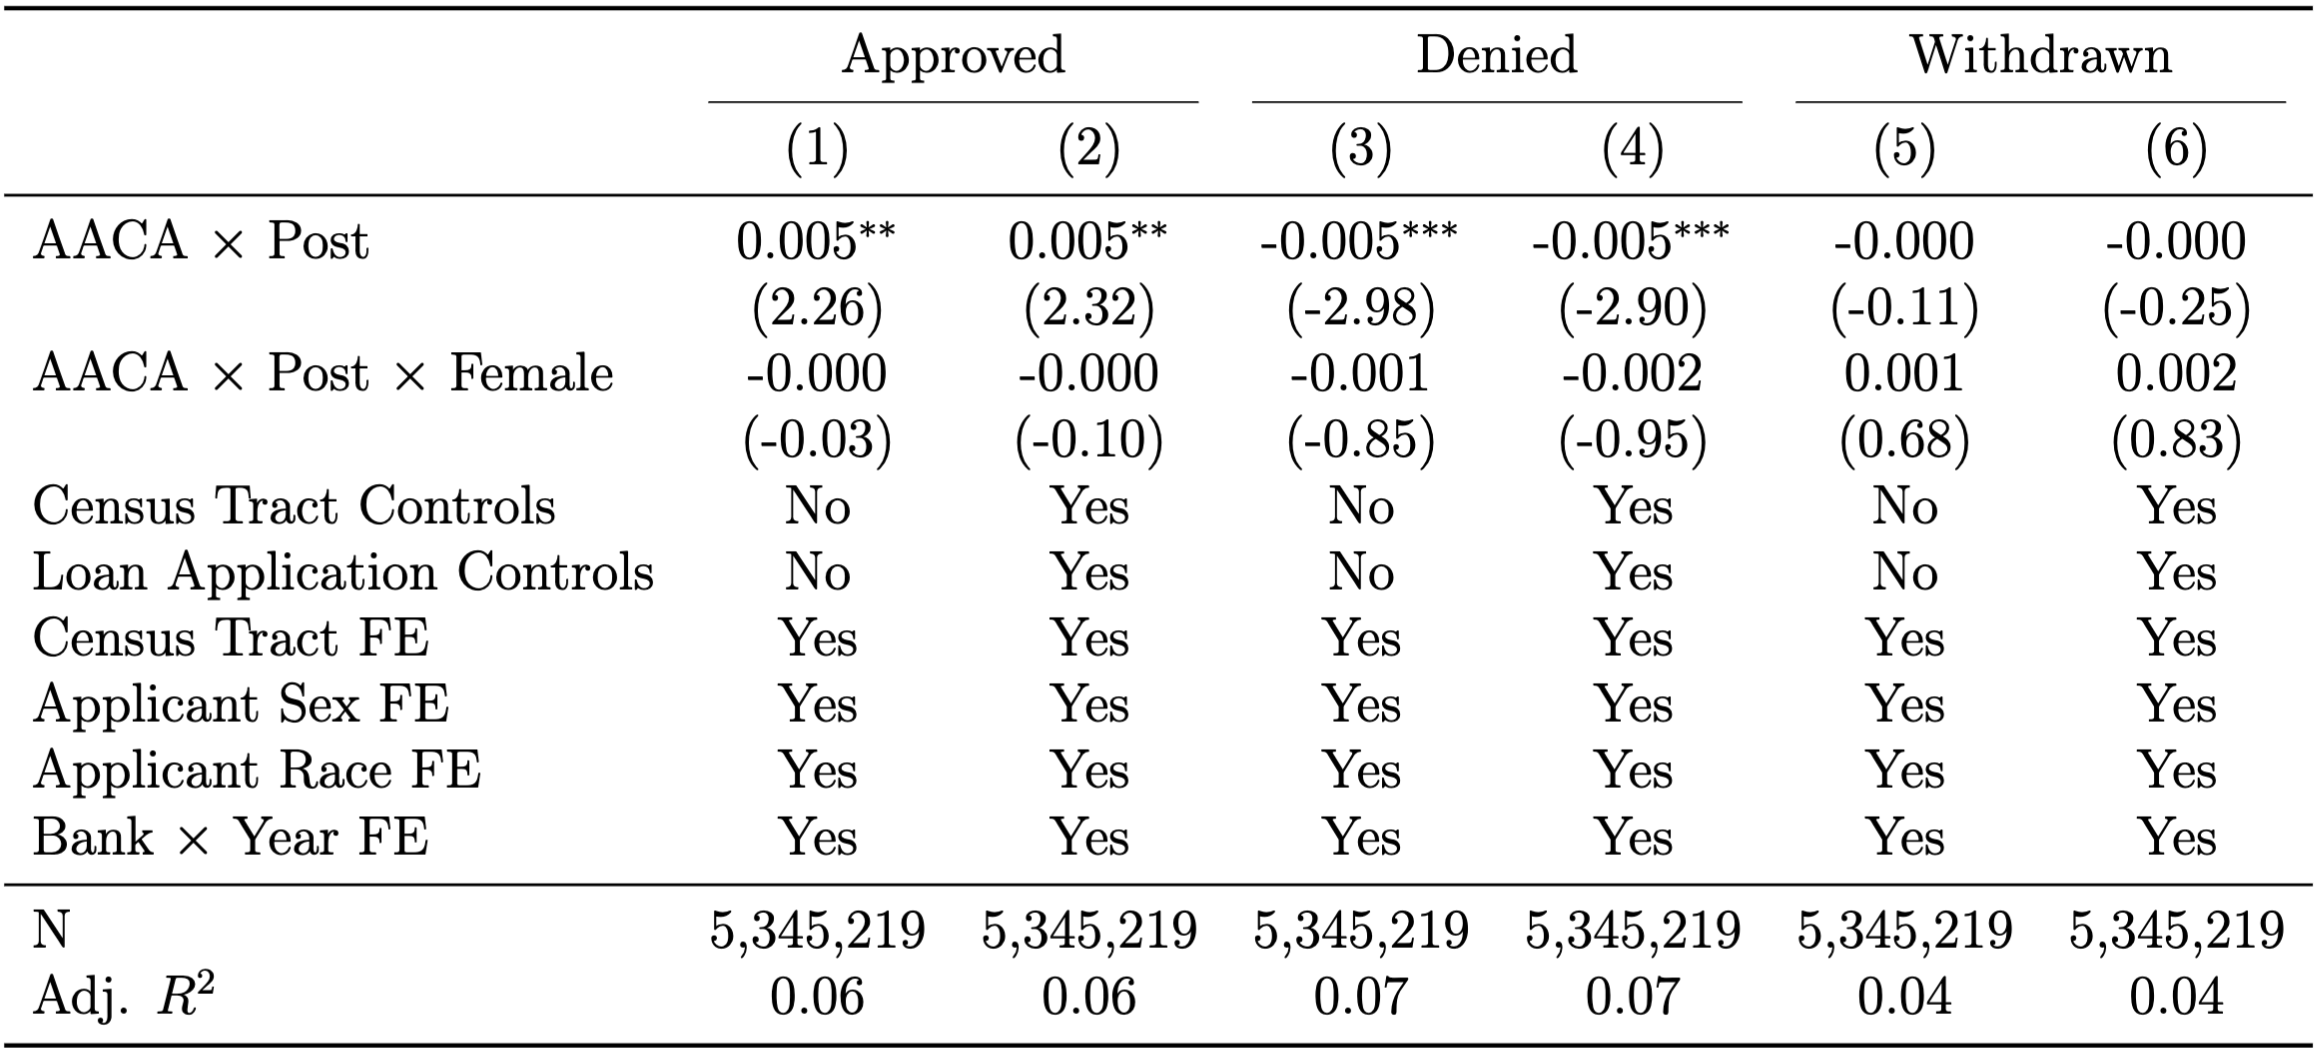 Approved Denied Withdrawn
(1) (2) (3) (4) (5) (6)
AACA × Post 0.005** 0.005** -0.005*** -0.005*** -0.000 -0.000
(2.26) (2.32) (-2.98) (-2.90) (-0.11) (-0.25)
AACA × Post × Female -0.000 -0.000 -0.001 -0.002 0.001 0.002
(-0.03) (-0.10) (-0.85) (-0.95) (0.68) (0.83)
Census Tract Controls No Yes No Yes No Yes
Loan Application Controls No Yes No Yes No Yes
Census Tract FE Yes Yes Yes Yes Yes Yes
Applicant Sex FE Yes Yes Yes Yes Yes Yes
Applicant Race FE Yes Yes Yes Yes Yes Yes
Bank × Year FE Yes Yes Yes Yes Yes Yes
N 5,345,219 5,345,219 5,345,219 5,345,219 5,345,219 5,345,219
Adj. R² 0.06 0.06 0.07 0.07 0.04 0.04